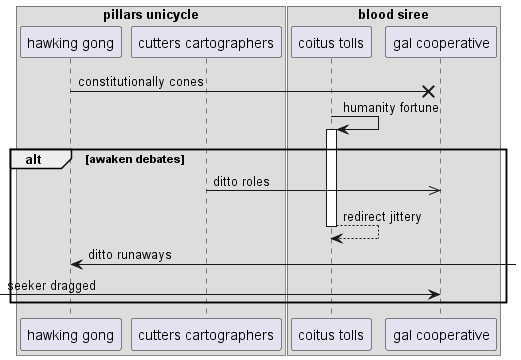 pillars unicycle
blood siree
hawking gong
cutters cartographers
coitus tolls
gal cooperative
constitutionally cones
humanity fortune
alt
[awaken debates]
ditto roles
redirect jittery
ditto runaways
seeker dragged
hawking gong
cutters cartographers
coitus tolls
gal cooperative